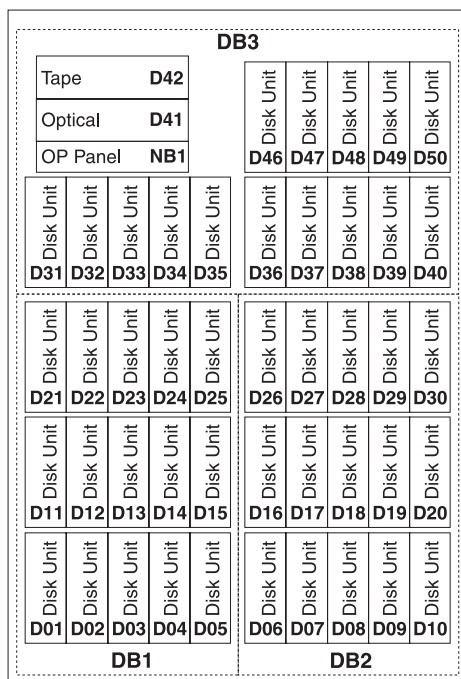 DB3
Tape D42
Optical D41
OP Panel NB1
Disk Unit Disk Unit Disk Unit Disk Unit Disk Unit
D46 D47 D48 D49 D50
Disk Unit Disk Unit Disk Unit Disk Unit Disk Unit
D31 D32 D33 D34 D35
Disk Unit Disk Unit Disk Unit Disk Unit Disk Unit
D36 D37 D38 D39 D40
Disk Unit Disk Unit Disk Unit Disk Unit Disk Unit
D21 D22 D23 D24 D25
Disk Unit Disk Unit Disk Unit Disk Unit Disk Unit
D11 D12 D13 D14 D15
Disk Unit Disk Unit Disk Unit Disk Unit Disk Unit
D01 D02 D03 D04 D05
DB1
Disk Unit Disk Unit Disk Unit Disk Unit Disk Unit
D26 D27 D28 D29 D30
Disk Unit Disk Unit Disk Unit Disk Unit Disk Unit
D16 D17 D18 D19 D20
Disk Unit Disk Unit Disk Unit Disk Unit Disk Unit
D06 D07 D08 D09 D10
DB2